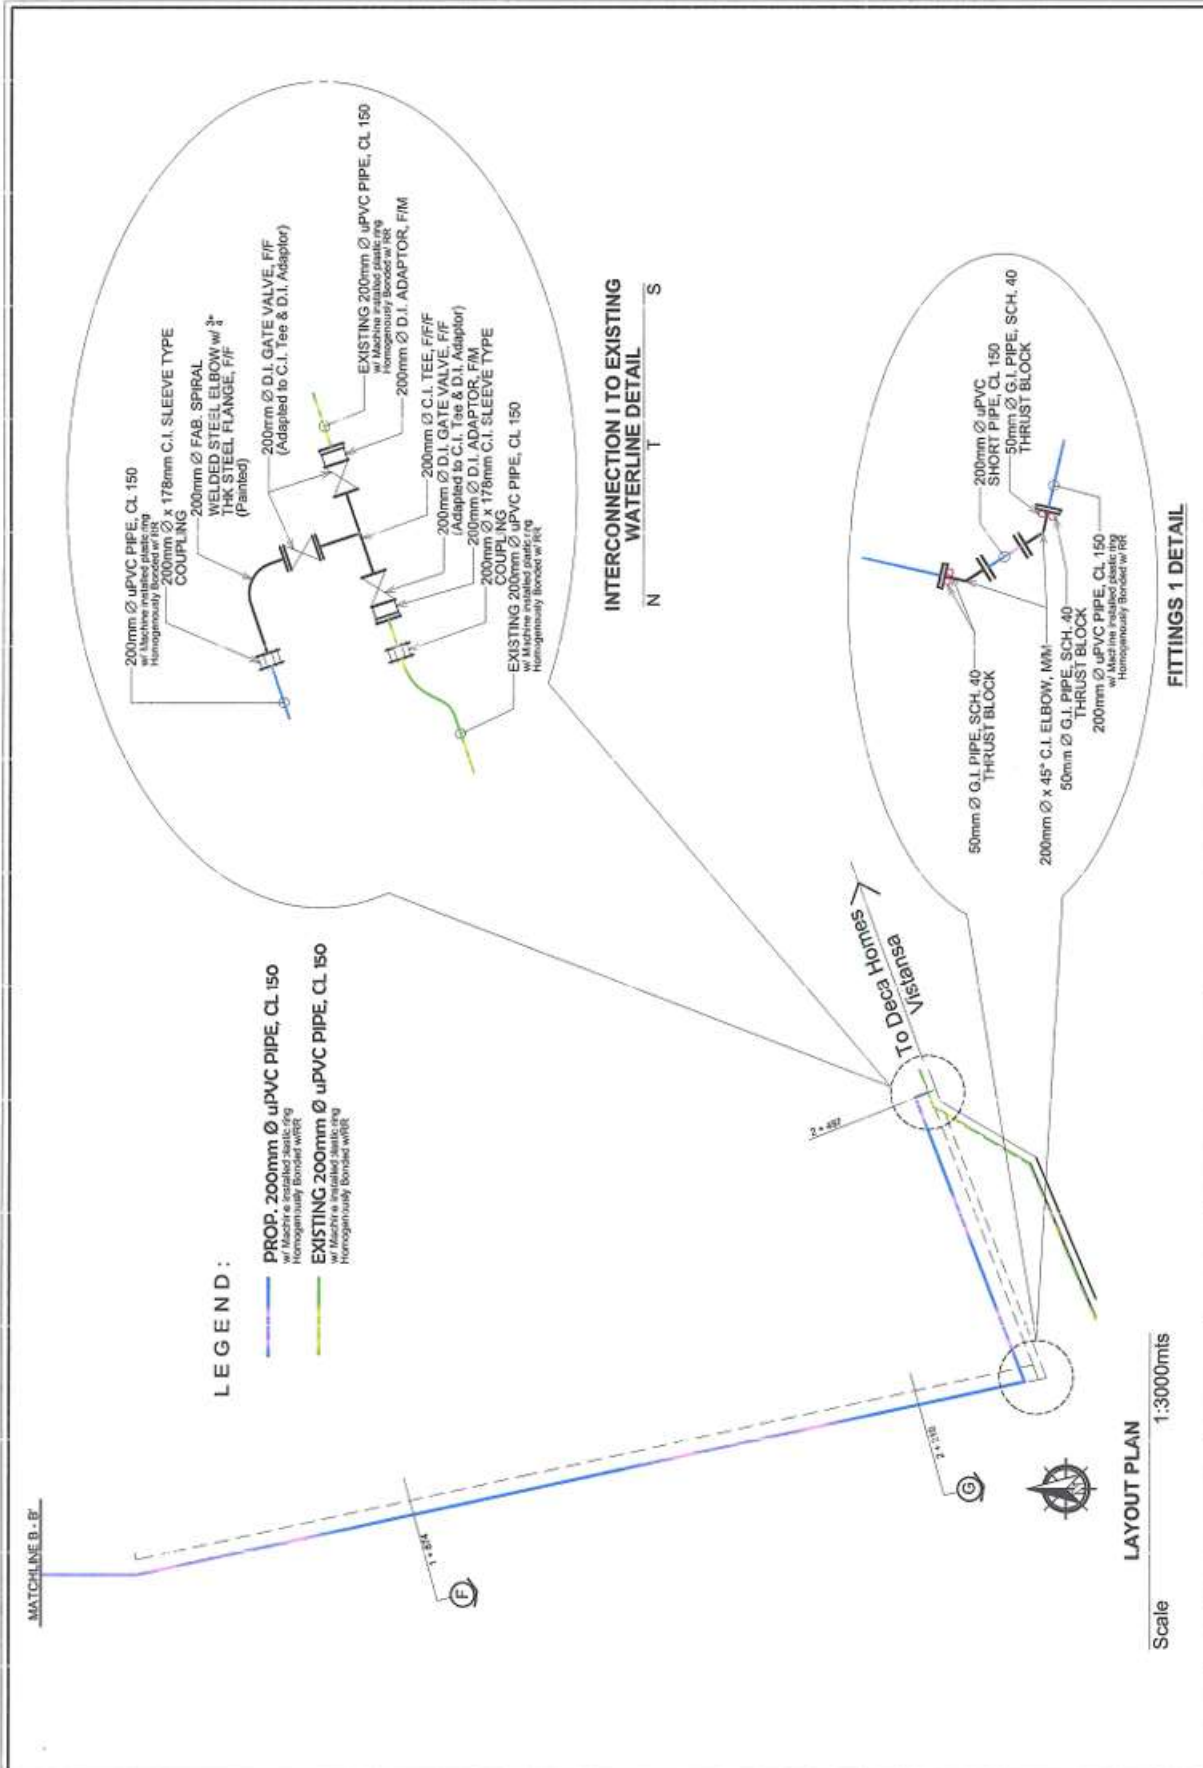 MATCHLINE B - B'
LEGEND:
PROP. 200mm Ø uPVC PIPE, CL 150
w/ Machine installed plastic ring
Homogenously Bonded w/RR
EXISTING 200mm Ø uPVC PIPE, CL 150
w/ Machine installed plastic ring
Homogenously Bonded w/RR
200mm Ø uPVC PIPE, CL 150
w/ Machine installed plastic ring
Homogenously Bonded w/ RR
200mm Ø x 178mm C.I. SLEEVE TYPE
COUPLING
200mm Ø FAB. SPIRAL
WELDED STEEL ELBOW w/ 3"
4
THK STEEL FLANGE, F/F
(Painted)
200mm Ø D.I. GATE VALVE, F/F
(Adapted to C.I. Tee & D.I. Adaptor)
EXISTING 200mm Ø uPVC PIPE, CL 150
w/ Machine installed plastic ring
Homogenously Bonded w/ RR
200mm Ø D.I. ADAPTOR, F/M
200mm Ø C.I. TEE, F/F/F
200mm Ø D.I. GATE VALVE, F/F
(Adapted to C.I. Tee & D.I. Adaptor)
200mm Ø D.I. ADAPTOR, F/M
200mm Ø x 178mm C.I. SLEEVE TYPE
COUPLING
EXISTING 200mm Ø uPVC PIPE, CL 150
w/ Machine installed plastic ring
Homogenously Bonded w/ RR
INTERCONNECTION I TO EXISTING
WATERLINE DETAIL
N T S
200mm Ø uPVC
SHORT PIPE, CL 150
50mm Ø G.I. PIPE, SCH. 40
THRUST BLOCK
50mm Ø G.I. PIPE, SCH. 40
THRUST BLOCK
200mm Ø x 45° C.I. ELBOW, M/M
50mm Ø G.I. PIPE, SCH. 40
THRUST BLOCK
200mm Ø uPVC PIPE, CL 150
w/ Machine installed plastic ring
Homogenously Bonded w/ RR
FITTINGS 1 DETAIL
To Deca Homes
Vistansa
F
G
LAYOUT PLAN
Scale 1:3000mts